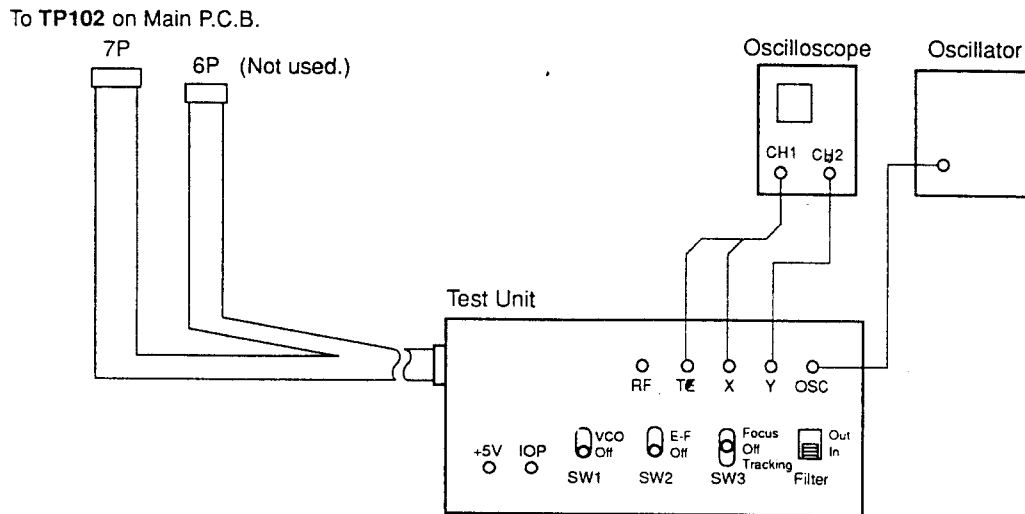 To TP102 on Main P.C.B.
7P
6P (Not used.)
Oscilloscope
Oscillator
CH1 CH2
Test Unit
RF TE X Y OSC
+5V IOP
VCO
Off
SW1
E-F
Off
SW2
Focus
Off
Tracking
SW3
Out
In
Filter